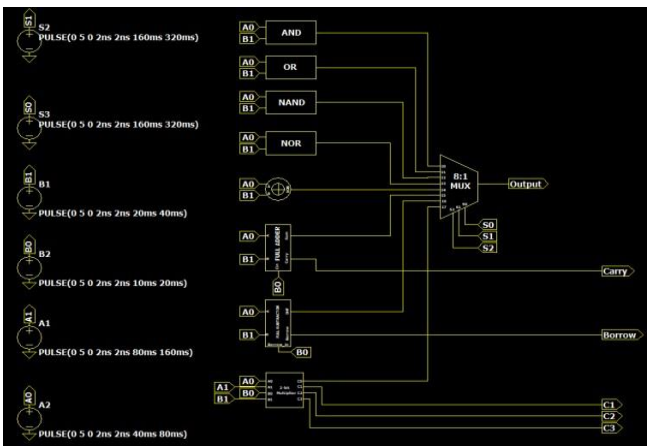 S1
S2
PULSE(0 5 0 2ns 2ns 160ms 320ms)
S0
S3
PULSE(0 5 0 2ns 2ns 160ms 320ms)
B1
B1
PULSE(0 5 0 2ns 2ns 20ms 40ms)
B0
B2
PULSE(0 5 0 2ns 2ns 10ms 20ms)
A1
A1
PULSE(0 5 0 2ns 2ns 80ms 160ms)
A0
A2
PULSE(0 5 0 2ns 2ns 40ms 80ms)
A0
B1
AND
A0
B1
OR
A0
B1
NAND
A0
B1
NOR
A0
B1
A0
B1
FULL ADDER
Sum
Carry
B0
A0
B1
Borrow
B0
A0
A1
B0
B1
2 bit
Multiplier
C0
C1
C2
C3
8:1
MUX
Output
S0
S1
S2
Carry
Borrow
C1
C2
C3